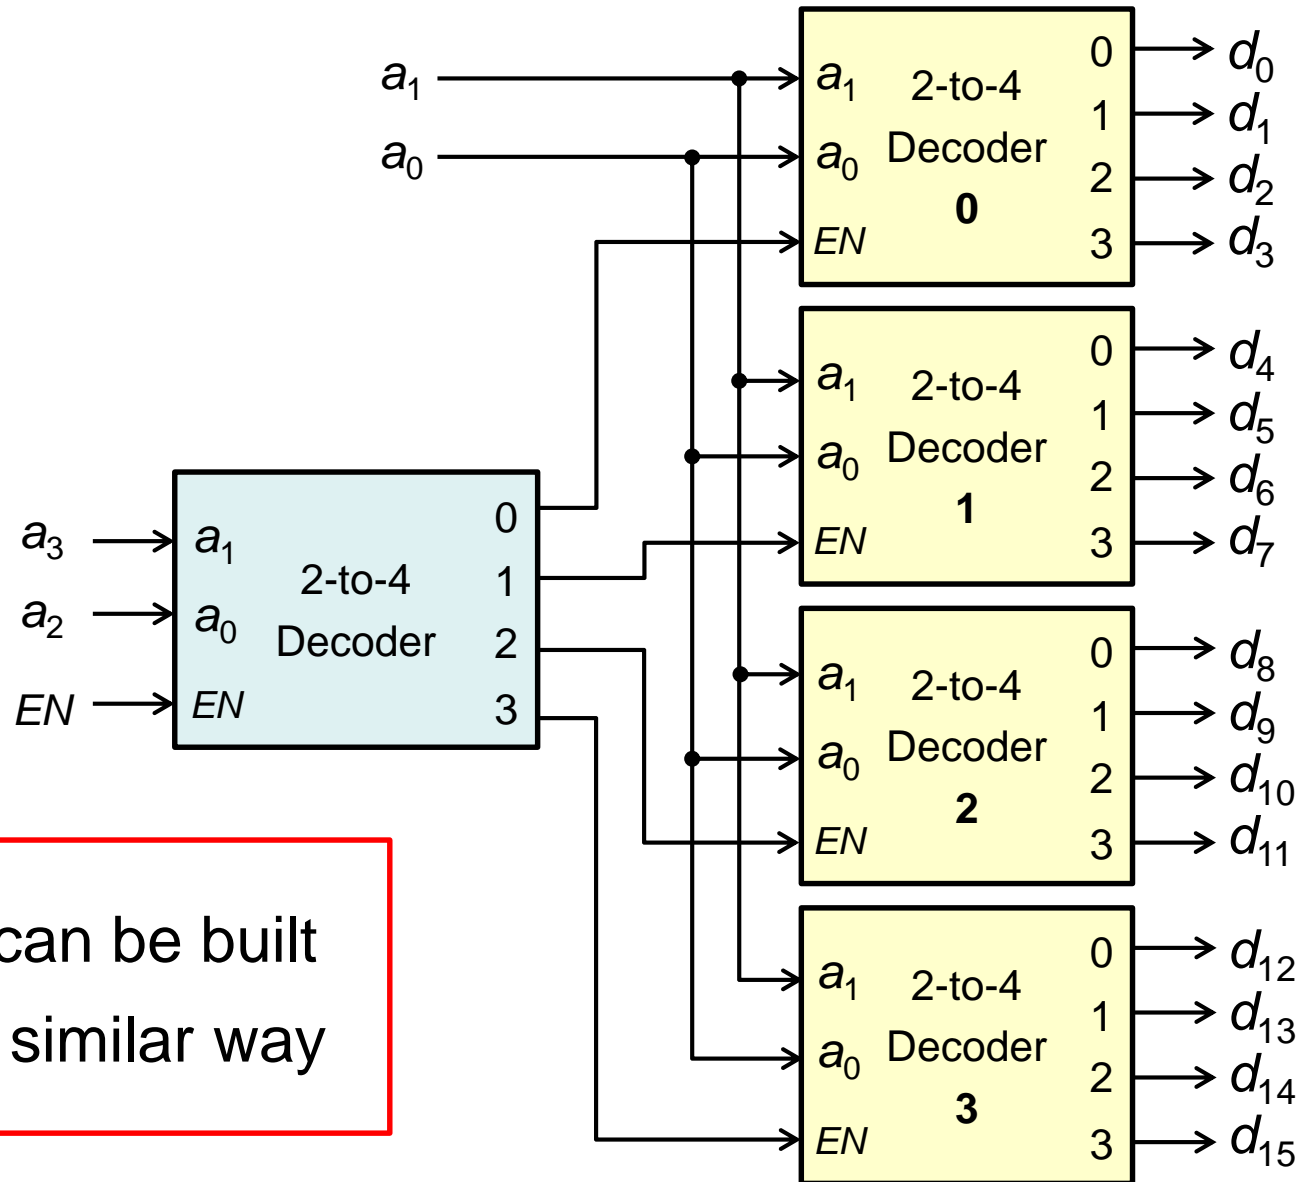 a₁
a₀
a₁ 2-to-4 0 d₀
a₀ Decoder 1 d₁
0 2 d₂
EN 3 d₃
a₁ 2-to-4 0 d₄
a₀ Decoder 1 d₅
1 2 d₆
EN 3 d₇
a₃ a₁ 2-to-4 0
a₂ a₀ Decoder 1
2
EN EN 3
a₁ 2-to-4 0 d₈
a₀ Decoder 1 d₉
2 2 d₁₀
EN 3 d₁₁
can be built
similar way
a₁ 2-to-4 0 d₁₂
a₀ Decoder 1 d₁₃
3 2 d₁₄
EN 3 d₁₅